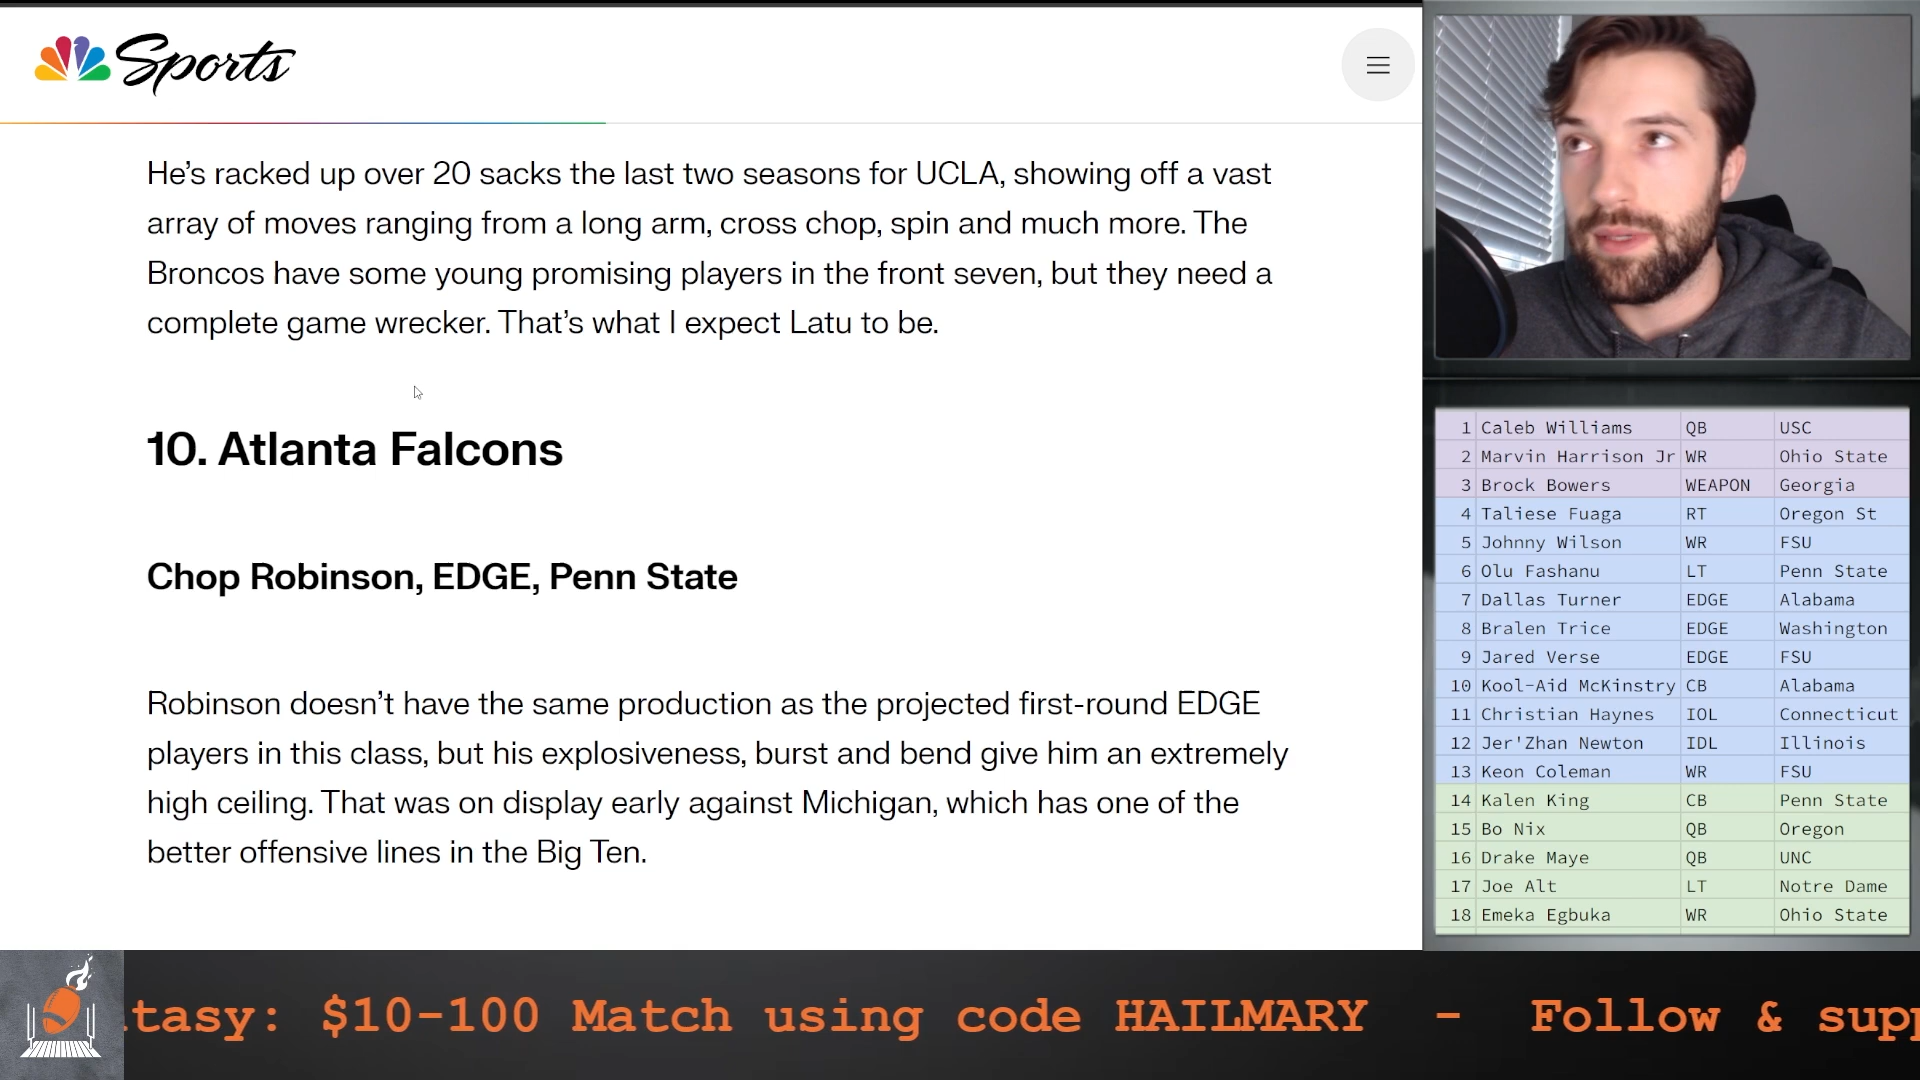 Sports
He’s racked up over 20 sacks the last two seasons for UCLA, showing off a vast
array of moves ranging from a long arm, cross chop, spin and much more. The
Broncos have some young promising players in the front seven, but they need a
complete game wrecker. That’s what I expect Latu to be.
10. Atlanta Falcons
Chop Robinson, EDGE, Penn State
Robinson doesn’t have the same production as the projected first-round EDGE
players in this class, but his explosiveness, burst and bend give him an extremely
high ceiling. That was on display early against Michigan, which has one of the
better offensive lines in the Big Ten.
1 Caleb Williams QB USC
2 Marvin Harrison Jr WR Ohio State
3 Brock Bowers WEAPON Georgia
4 Taliese Fuaga RT Oregon St
5 Johnny Wilson WR FSU
6 Olu Fashanu LT Penn State
7 Dallas Turner EDGE Alabama
8 Bralen Trice EDGE Washington
9 Jared Verse EDGE FSU
10 Kool-Aid McKinstry CB Alabama
11 Christian Haynes IOL Connecticut
12 Jer'Zhan Newton IDL Illinois
13 Keon Coleman WR FSU
14 Kalen King CB Penn State
15 Bo Nix QB Oregon
16 Drake Maye QB UNC
17 Joe Alt LT Notre Dame
18 Emeka Egbuka WR Ohio State
tasy: $10-100 Match using code HAILMARY - Follow & supp